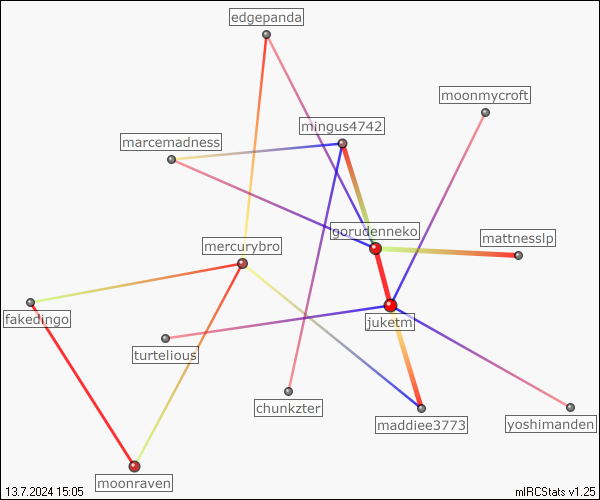 edgepanda
moonmycroft
mingus4742
marcemadness
gorudenneko
mattnesslp
mercurybro
fakedingo
juketm
turtelious
chunkzter
maddiee3773
yoshimanden
moonraven
13.7.2024 15:05
mIRCStats v1.25